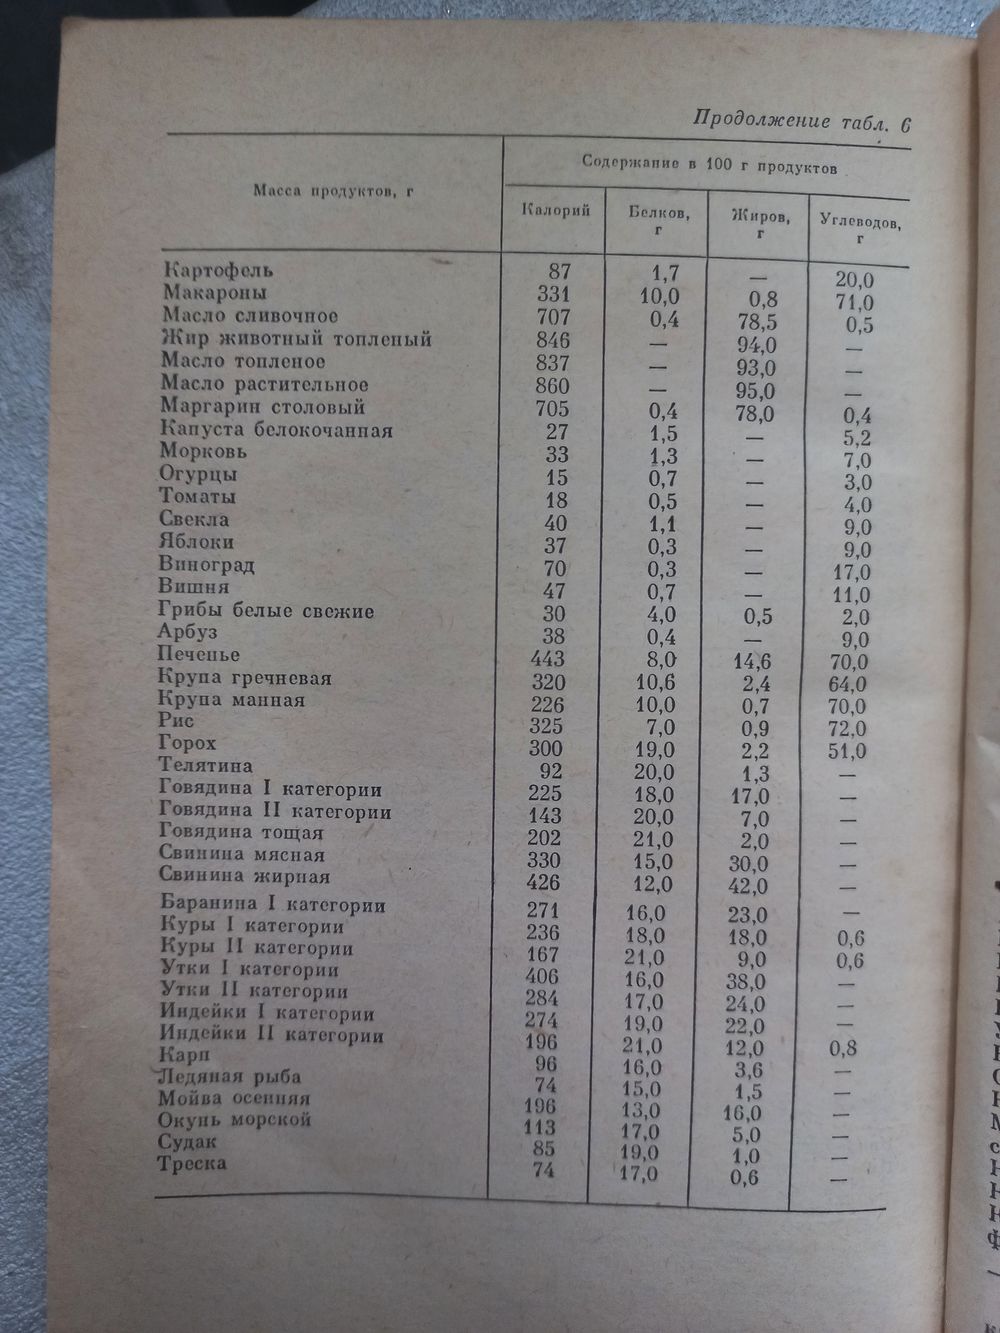 Продолжение табл. 6
Масса продуктов, г
Содержание в 100 г продуктов
Калорий Белков, г Жиров, г Углеводов, г
Картофель 87 1,7 — 20,0
Макароны 331 10,0 0,8 71,0
Масло сливочное 707 0,4 78,5 0,5
Жир животный топленый 846 — 94,0 —
Масло топленое 837 — 93,0 —
Масло растительное 860 — 95,0 —
Маргарин столовый 705 0,4 78,0 0,4
Капуста белокочанная 27 1,5 — 5,2
Морковь 33 1,3 — 7,0
Огурцы 15 0,7 — 3,0
Томаты 18 0,5 — 4,0
Свекла 40 1,1 — 9,0
Яблоки 37 0,3 — 9,0
Виноград 70 0,3 — 17,0
Вишня 47 0,7 — 11,0
Грибы белые свежие 30 4,0 0,5 2,0
Арбуз 38 0,4 — 9,0
Печенье 443 8,0 14,6 70,0
Крупа гречневая 320 10,6 2,4 64,0
Крупа манная 226 10,0 0,7 70,0
Рис 325 7,0 0,9 72,0
Горох 300 19,0 2,2 51,0
Телятина 92 20,0 1,3 —
Говядина I категории 225 18,0 17,0 —
Говядина II категории 143 20,0 7,0 —
Говядина тощая 202 21,0 2,0 —
Свинина мясная 330 15,0 30,0 —
Свинина жирная 426 12,0 42,0 —
Баранина I категории 271 16,0 23,0 —
Куры I категории 236 18,0 18,0 0,6
Куры II категории 167 21,0 9,0 0,6
Утки I категории 406 16,0 38,0 —
Утки II категории 284 17,0 24,0 —
Индейки I категории 274 19,0 22,0 —
Индейки II категории 196 21,0 12,0 0,8
Карп 96 16,0 3,6 —
Ледяная рыба 74 15,0 1,5 —
Мойва осенняя 196 13,0 16,0 —
Окунь морской 113 17,0 5,0 —
Судак 85 19,0 1,0 —
Треска 74 17,0 0,6 —